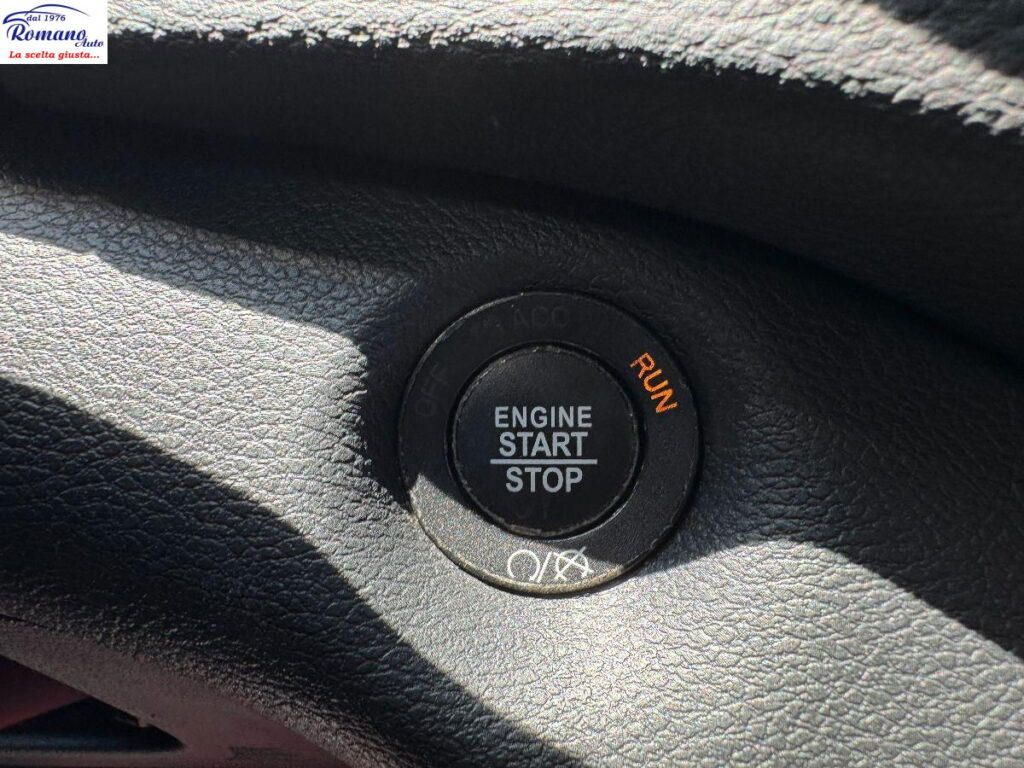 dal 1976
Romano Auto
La scelta giusta...
ACC
OFF
RUN
ENGINE
START
STOP